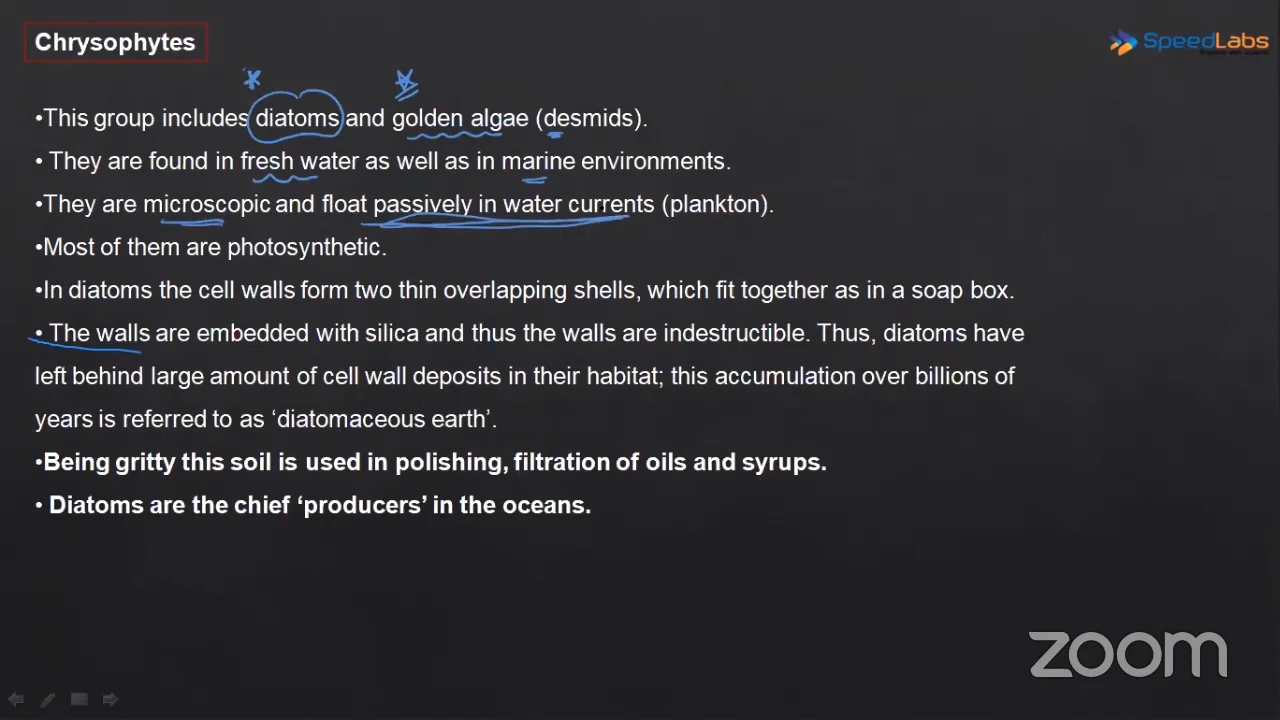 Chrysophytes
SpeedLabs
•This group includes diatoms and golden algae (desmids).
• They are found in fresh water as well as in marine environments.
•They are microscopic and float passively in water currents (plankton).
•Most of them are photosynthetic.
•In diatoms the cell walls form two thin overlapping shells, which fit together as in a soap box.
• The walls are embedded with silica and thus the walls are indestructible. Thus, diatoms have
left behind large amount of cell wall deposits in their habitat; this accumulation over billions of
years is referred to as ‘diatomaceous earth’.
•Being gritty this soil is used in polishing, filtration of oils and syrups.
• Diatoms are the chief ‘producers’ in the oceans.
zoom